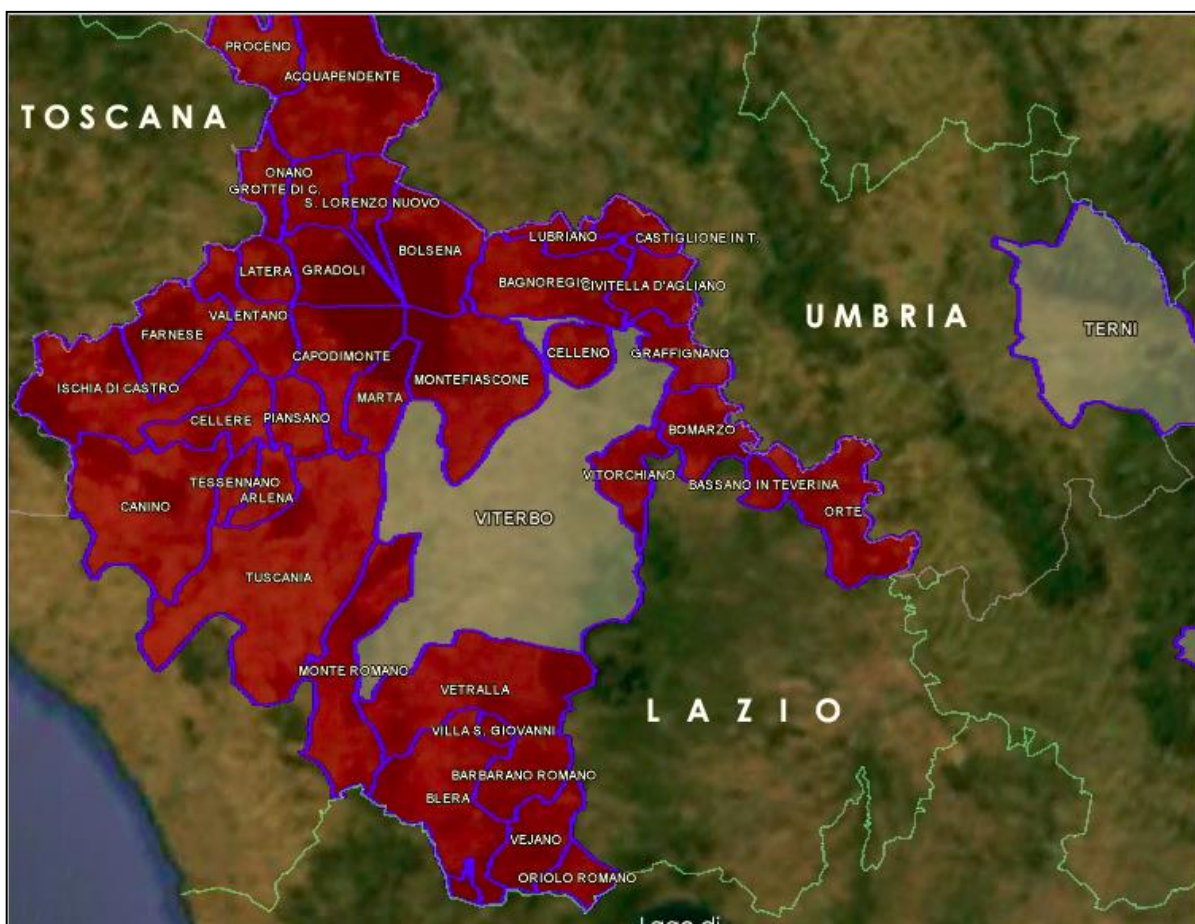 PROCENO
ACQUAPENDENTE
TOSCANA
ONANO
GROTTE DI C.
S. LORENZO NUOVO
LUBRIANO
CASTIGLIONE IN T.
BOLSENA
LATERA
GRADOLI
BAGNOREGIO
CIVITELLA D'AGLIANO
VALENTANO
UMBRIA
TERNI
FARNESE
CAPODIMONTE
CELLENO
GRAFFIGNANO
ISCHIA DI CASTRO
MONTEFIASCONE
MARTA
CELLERE
PIANSANO
BOMARZO
VITORCHIANO
TESSENNANO
BASSANO IN TEVERINA
ARLENA
CANINO
ORTE
VITERBO
TUSCANIA
MONTE ROMANO
VETRALLA
LAZIO
VILLA S. GIOVANNI
BARBARANO ROMANO
BLERA
VEJANO
ORIOLO ROMANO
Lago di